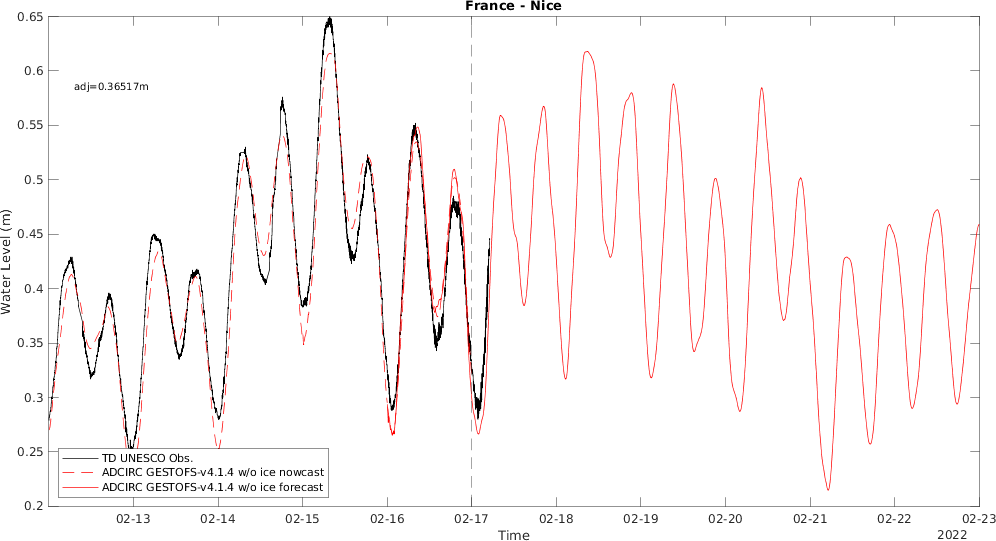 France - Nice
0.65
0.6
0.55
0.5
0.45
0.4
0.35
0.3
0.25
0.2
Water Level (m)
adj=0.36517m
TD UNESCO Obs.
ADCIRC GESTOFS-v4.1.4 w/o ice nowcast
ADCIRC GESTOFS-v4.1.4 w/o ice forecast
02-13 02-14 02-15 02-16 02-17 02-18 02-19 02-20 02-21 02-22 02-23
Time
2022